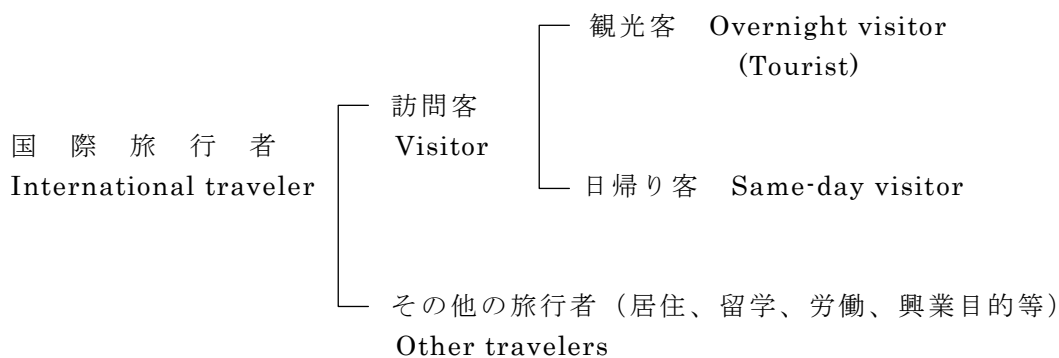 観光客 Overnight visitor
(Tourist)
訪問客
Visitor
国際旅行者
International traveler
日帰り客 Same-day visitor
その他の旅行者（居住、留学、労働、興業目的等）
Other travelers